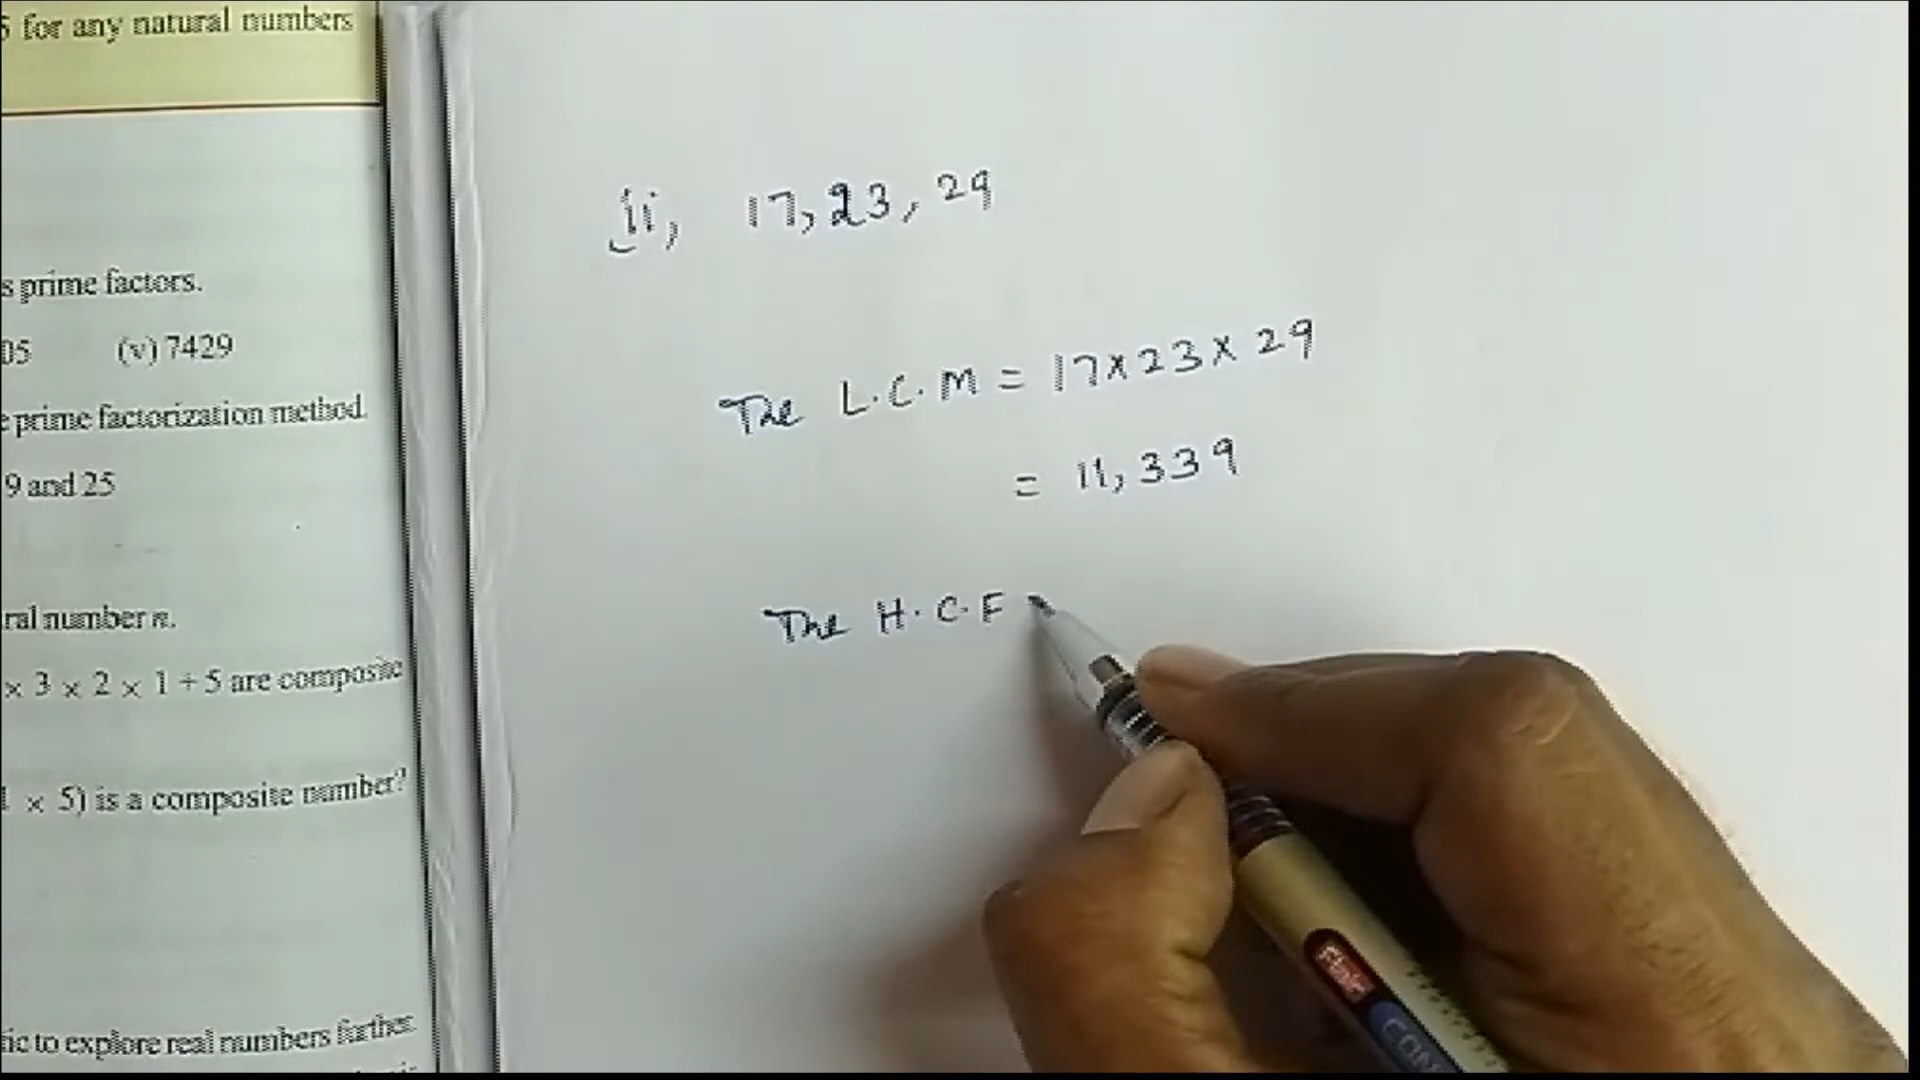 5 for any natural numbers
s prime factors.
05 (v) 7429
e prime factorization method.
9 and 25
ral number n.
× 3 × 2 × 1 + 5 are composite
1 × 5) is a composite number?
ic to explore real numbers further.
ii, 17, 23, 29
The L.C.M = 17×23×29
= 11,339
The H.C.F